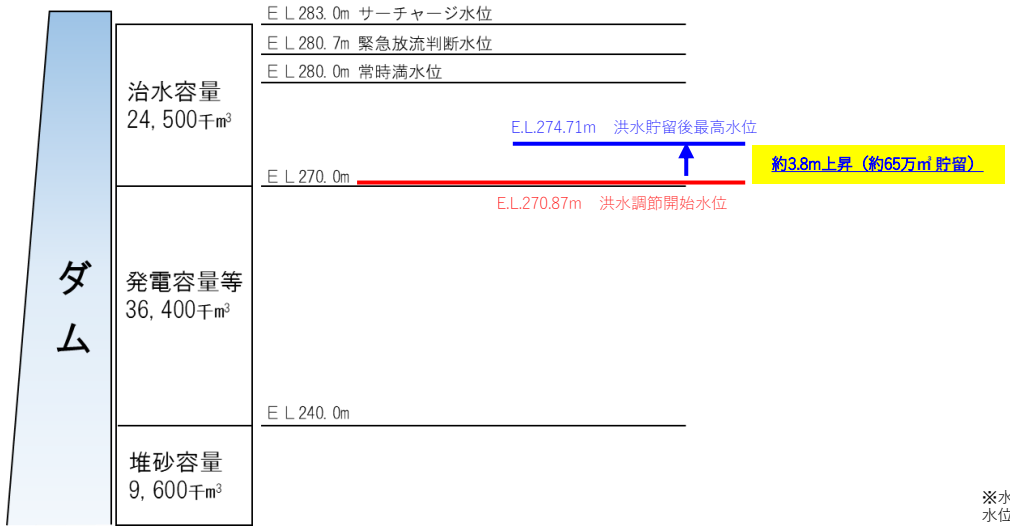 ＥＬ283.0m サーチャージ水位
ＥＬ280.7m 緊急放流判断水位
ＥＬ280.0m 常時満水位
治水容量
24,500千m³
E.L.274.71m　洪水貯留後最高水位
約3.8m上昇（約65万㎥貯留）
ＥＬ270.0m
E.L.270.87m　洪水調節開始水位
ダム
発電容量等
36,400千m³
ＥＬ240.0m
堆砂容量
9,600千m³
※水
水位